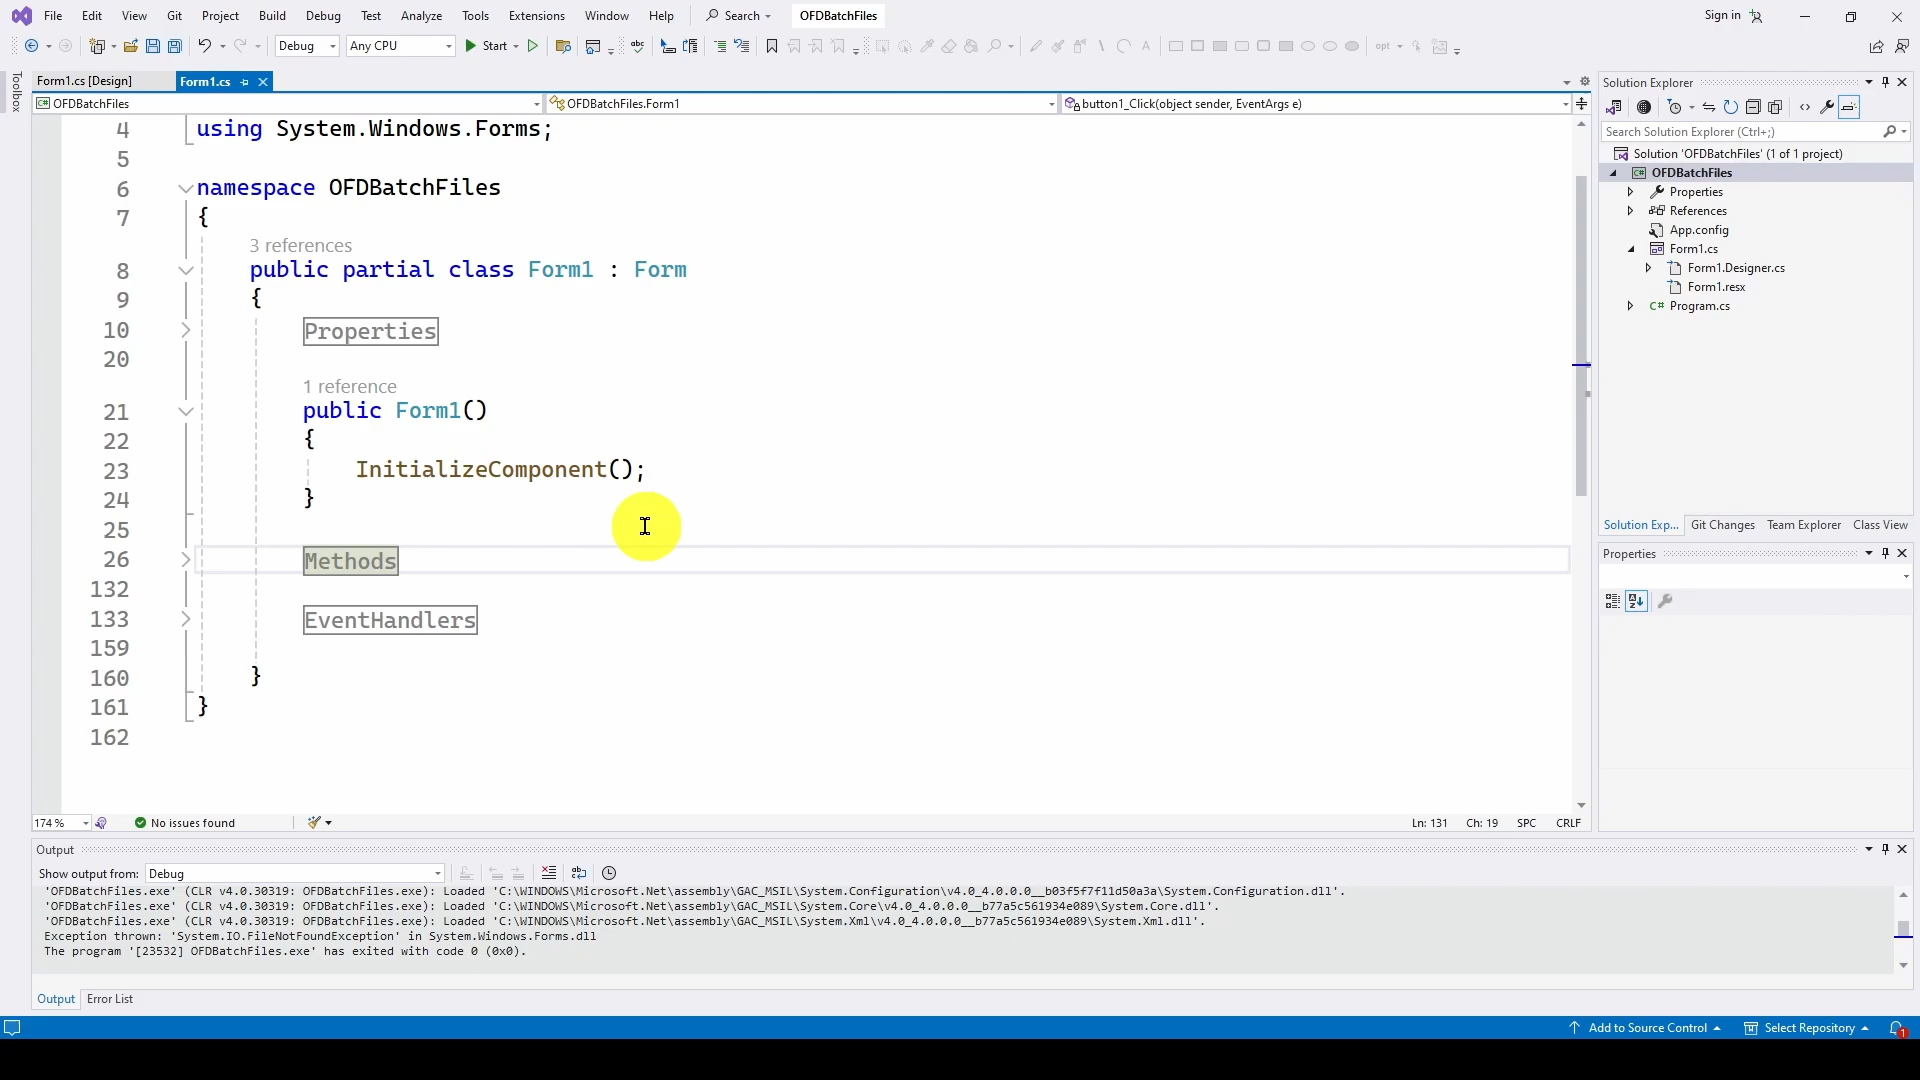 File Edit View Git Project Build Debug Test Analyze Tools Extensions Window Help Search OFDBatchFiles Sign in
Debug Any CPU Start opt
Toolbox
Form1.cs [Design] Form1.cs
OFDBatchFiles OFDBatchFiles.Form1 button1_Click(object sender, EventArgs e)
4 using System.Windows.Forms;
5
6 namespace OFDBatchFiles
7 {
3 references
8 public partial class Form1 : Form
9 {
10 Properties
20
1 reference
21 public Form1()
22 {
23 InitializeComponent();
24 }
25
26 Methods
132
133 EventHandlers
159
160 }
161 }
162
174 % No issues found Ln: 131 Ch: 19 SPC CRLF
Solution Explorer
Search Solution Explorer (Ctrl+;)
Solution 'OFDBatchFiles' (1 of 1 project)
C# OFDBatchFiles
Properties
References
App.config
Form1.cs
Form1.Designer.cs
Form1.resx
C# Program.cs
Solution Exp... Git Changes Team Explorer Class View
Properties
Output
Show output from: Debug
'OFDBatchFiles.exe' (CLR v4.0.30319: OFDBatchFiles.exe): Loaded 'C:\WINDOWS\Microsoft.Net\assembly\GAC_MSIL\System.Configuration\v4.0_4.0.0.0__b03f5f7f11d50a3a\System.Configuration.dll'.
'OFDBatchFiles.exe' (CLR v4.0.30319: OFDBatchFiles.exe): Loaded 'C:\WINDOWS\Microsoft.Net\assembly\GAC_MSIL\System.Core\v4.0_4.0.0.0__b77a5c561934e089\System.Core.dll'.
'OFDBatchFiles.exe' (CLR v4.0.30319: OFDBatchFiles.exe): Loaded 'C:\WINDOWS\Microsoft.Net\assembly\GAC_MSIL\System.Xml\v4.0_4.0.0.0__b77a5c561934e089\System.Xml.dll'.
Exception thrown: 'System.IO.FileNotFoundException' in System.Windows.Forms.dll
The program '[23532] OFDBatchFiles.exe' has exited with code 0 (0x0).
Output Error List
Add to Source Control Select Repository 1